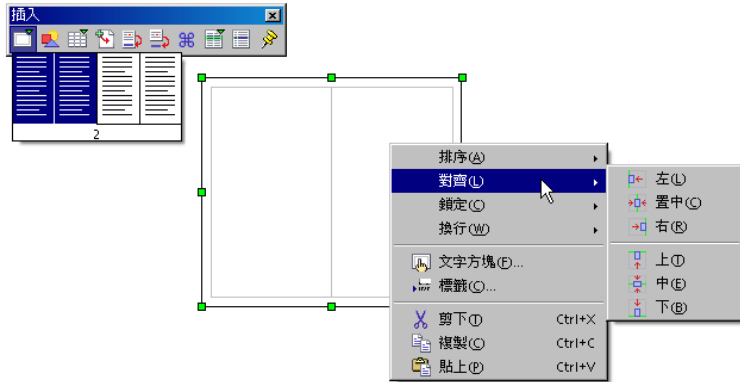 插入
2
排序(A)
對齊(L)
鎖定(C)
換行(W)
文字方塊(F)...
標籤(C)...
剪下(T) Ctrl+X
複製(C) Ctrl+C
貼上(P) Ctrl+V
左(L)
置中(C)
右(R)
上(T)
中(E)
下(B)